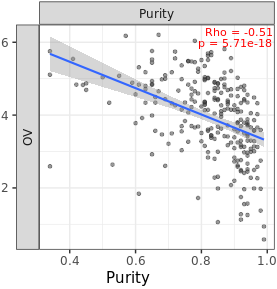 Purity
Rho = -0.51
p = 5.71e-18
6
4
2
OV
0.4
0.6
0.8
1.0
Purity